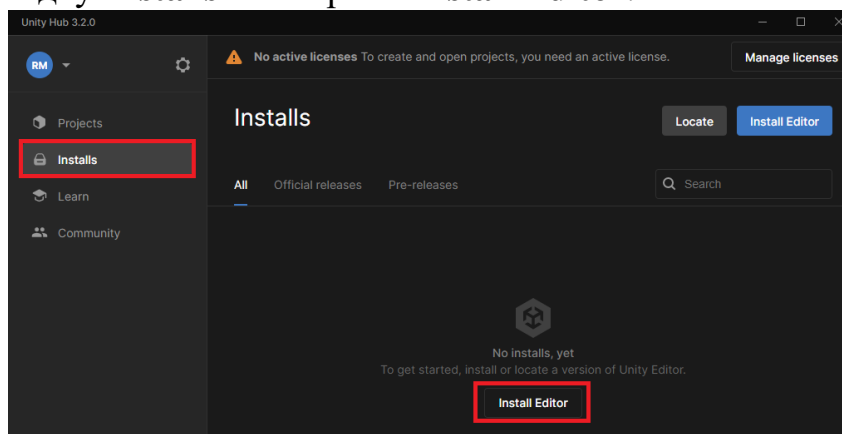 Unity Hub 3.2.0
RM
No active licenses To create and open projects, you need an active license.
Manage licenses
Projects
Installs
Learn
Community
Installs
Locate
Install Editor
All
Official releases
Pre-releases
Search
No installs, yet
To get started, install or locate a version of Unity Editor.
Install Editor